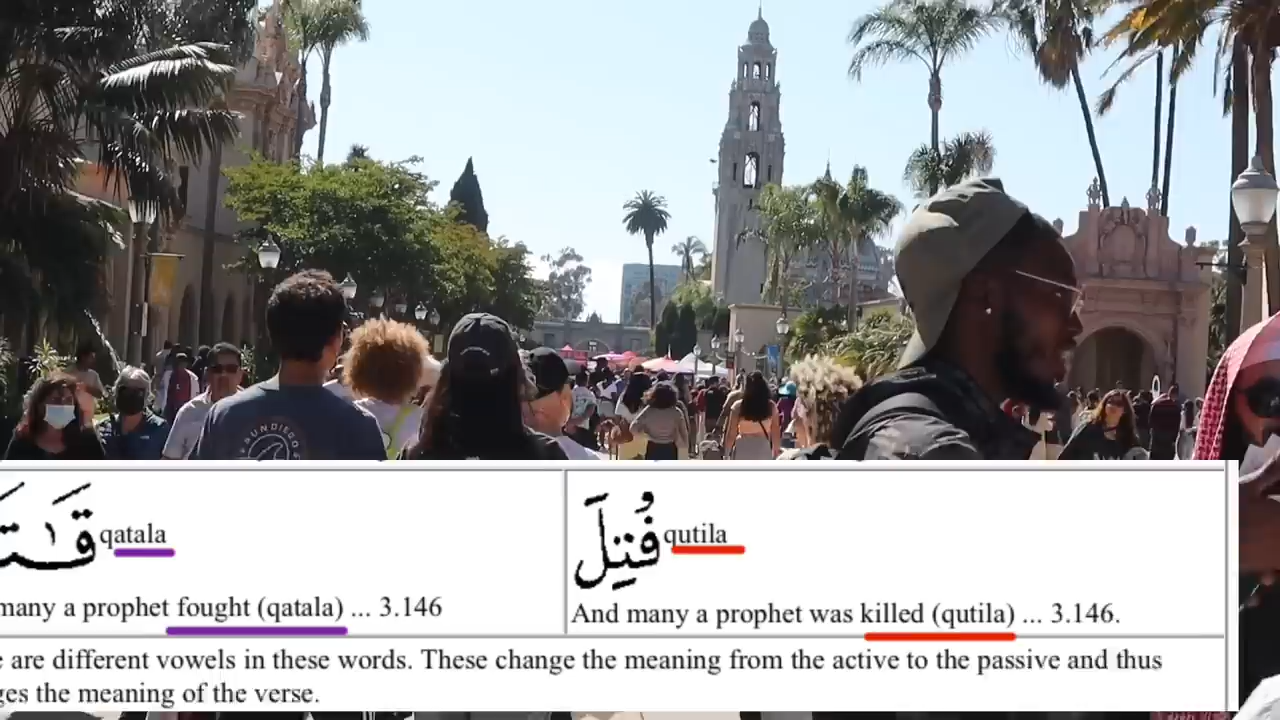 SUNDIEGO
قَـٰتَ qatala
many a prophet fought (qatala) ... 3.146
قُتِلَ qutila
And many a prophet was killed (qutila) ... 3.146.
e are different vowels in these words. These change the meaning from the active to the passive and thus
ges the meaning of the verse.